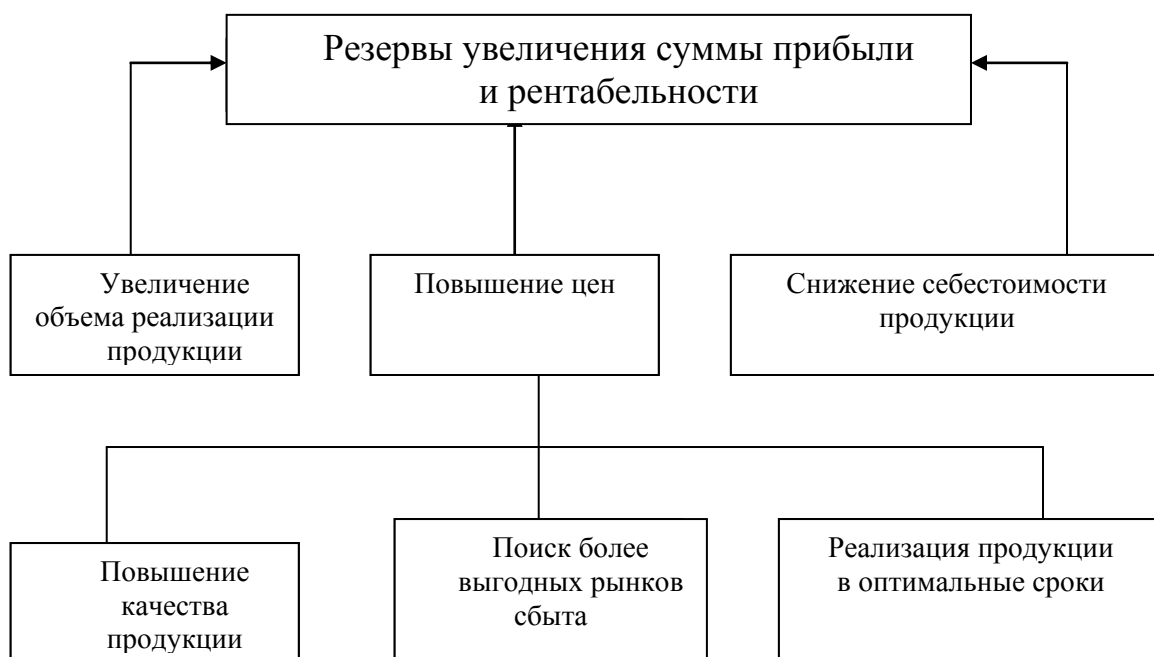 Резервы увеличения суммы прибыли
и рентабельности
Увеличение
объема реализации
продукции
Повышение цен
Снижение себестоимости
продукции
Повышение
качества
продукции
Поиск более
выгодных рынков
сбыта
Реализация продукции
в оптимальные сроки